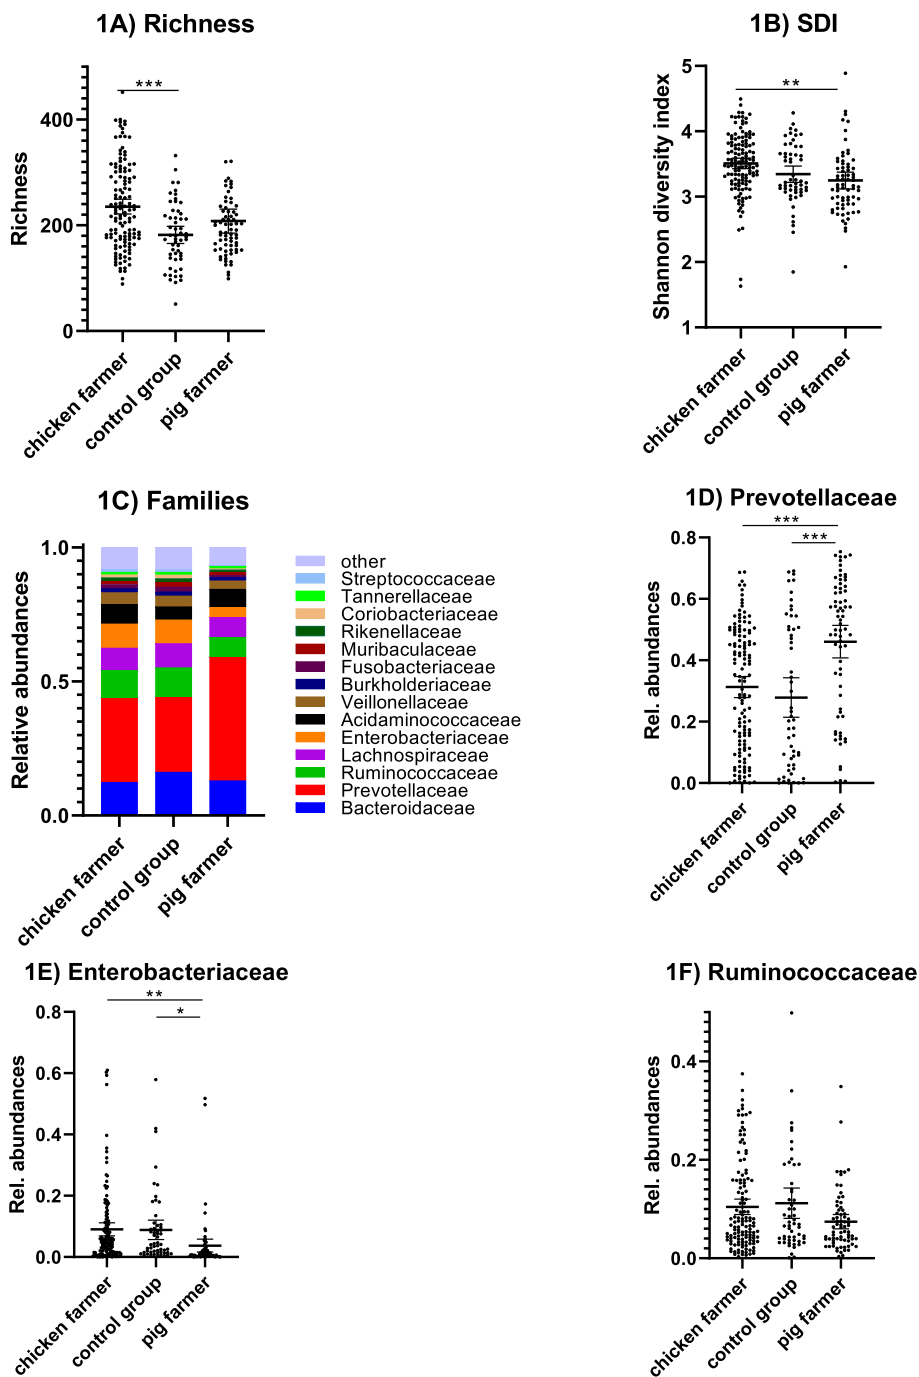 1A) Richness
1B) SDI
***
**
Richness
400
200
0
chicken farmer
control group
pig farmer
Shannon diversity index
5
4
3
2
1
chicken farmer
control group
pig farmer
1C) Families
1D) Prevotellaceae
Relative abundances
1.0
0.5
0.0
chicken farmer
control group
pig farmer
other
Streptococcaceae
Tannerellaceae
Coriobacteriaceae
Rikenellaceae
Muribaculaceae
Fusobacteriaceae
Burkholderiaceae
Veillonellaceae
Acidaminococcaceae
Enterobacteriaceae
Lachnospiraceae
Ruminococcaceae
Prevotellaceae
Bacteroidaceae
***
***
Rel. abundances
0.8
0.6
0.4
0.2
0.0
chicken farmer
control group
pig farmer
1E) Enterobacteriaceae
1F) Ruminococcaceae
**
*
Rel. abundances
0.8
0.6
0.4
0.2
0.0
chicken farmer
control group
pig farmer
Rel. abundances
0.4
0.2
0.0
chicken farmer
control group
pig farmer